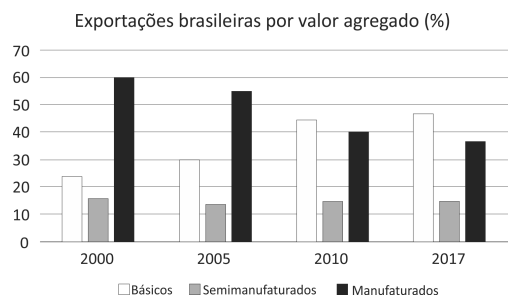 Exportações brasileiras por valor agregado (%)
70
60
50
40
30
20
10
0
2000 2005 2010 2017
Básicos Semimanufaturados Manufaturados